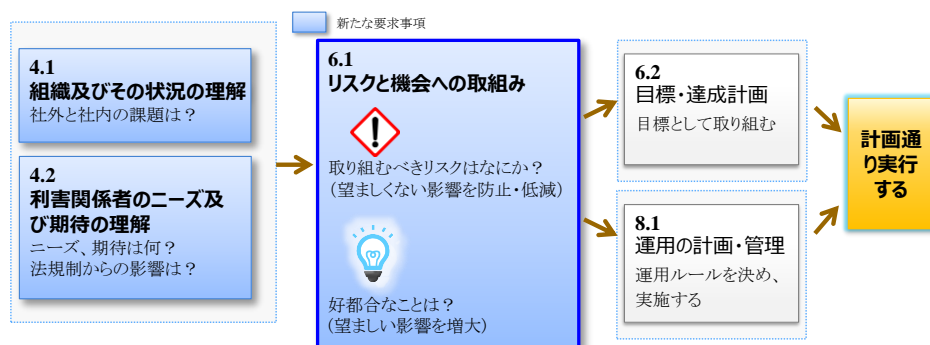 新たな要求事項
4.1
組織及びその状況の理解
社外と社内の課題は？
4.2
利害関係者のニーズ及
び期待の理解
ニーズ、期待は何？
法規制からの影響は？
6.1
リスクと機会への取組み
取り組むべきリスクはなにか？
（望ましくない影響を防止・低減）
好都合なことは？
（望ましい影響を増大）
6.2
目標・達成計画
目標として取り組む
8.1
運用の計画・管理
運用ルールを決め、
実施する
計画通
り実行
する